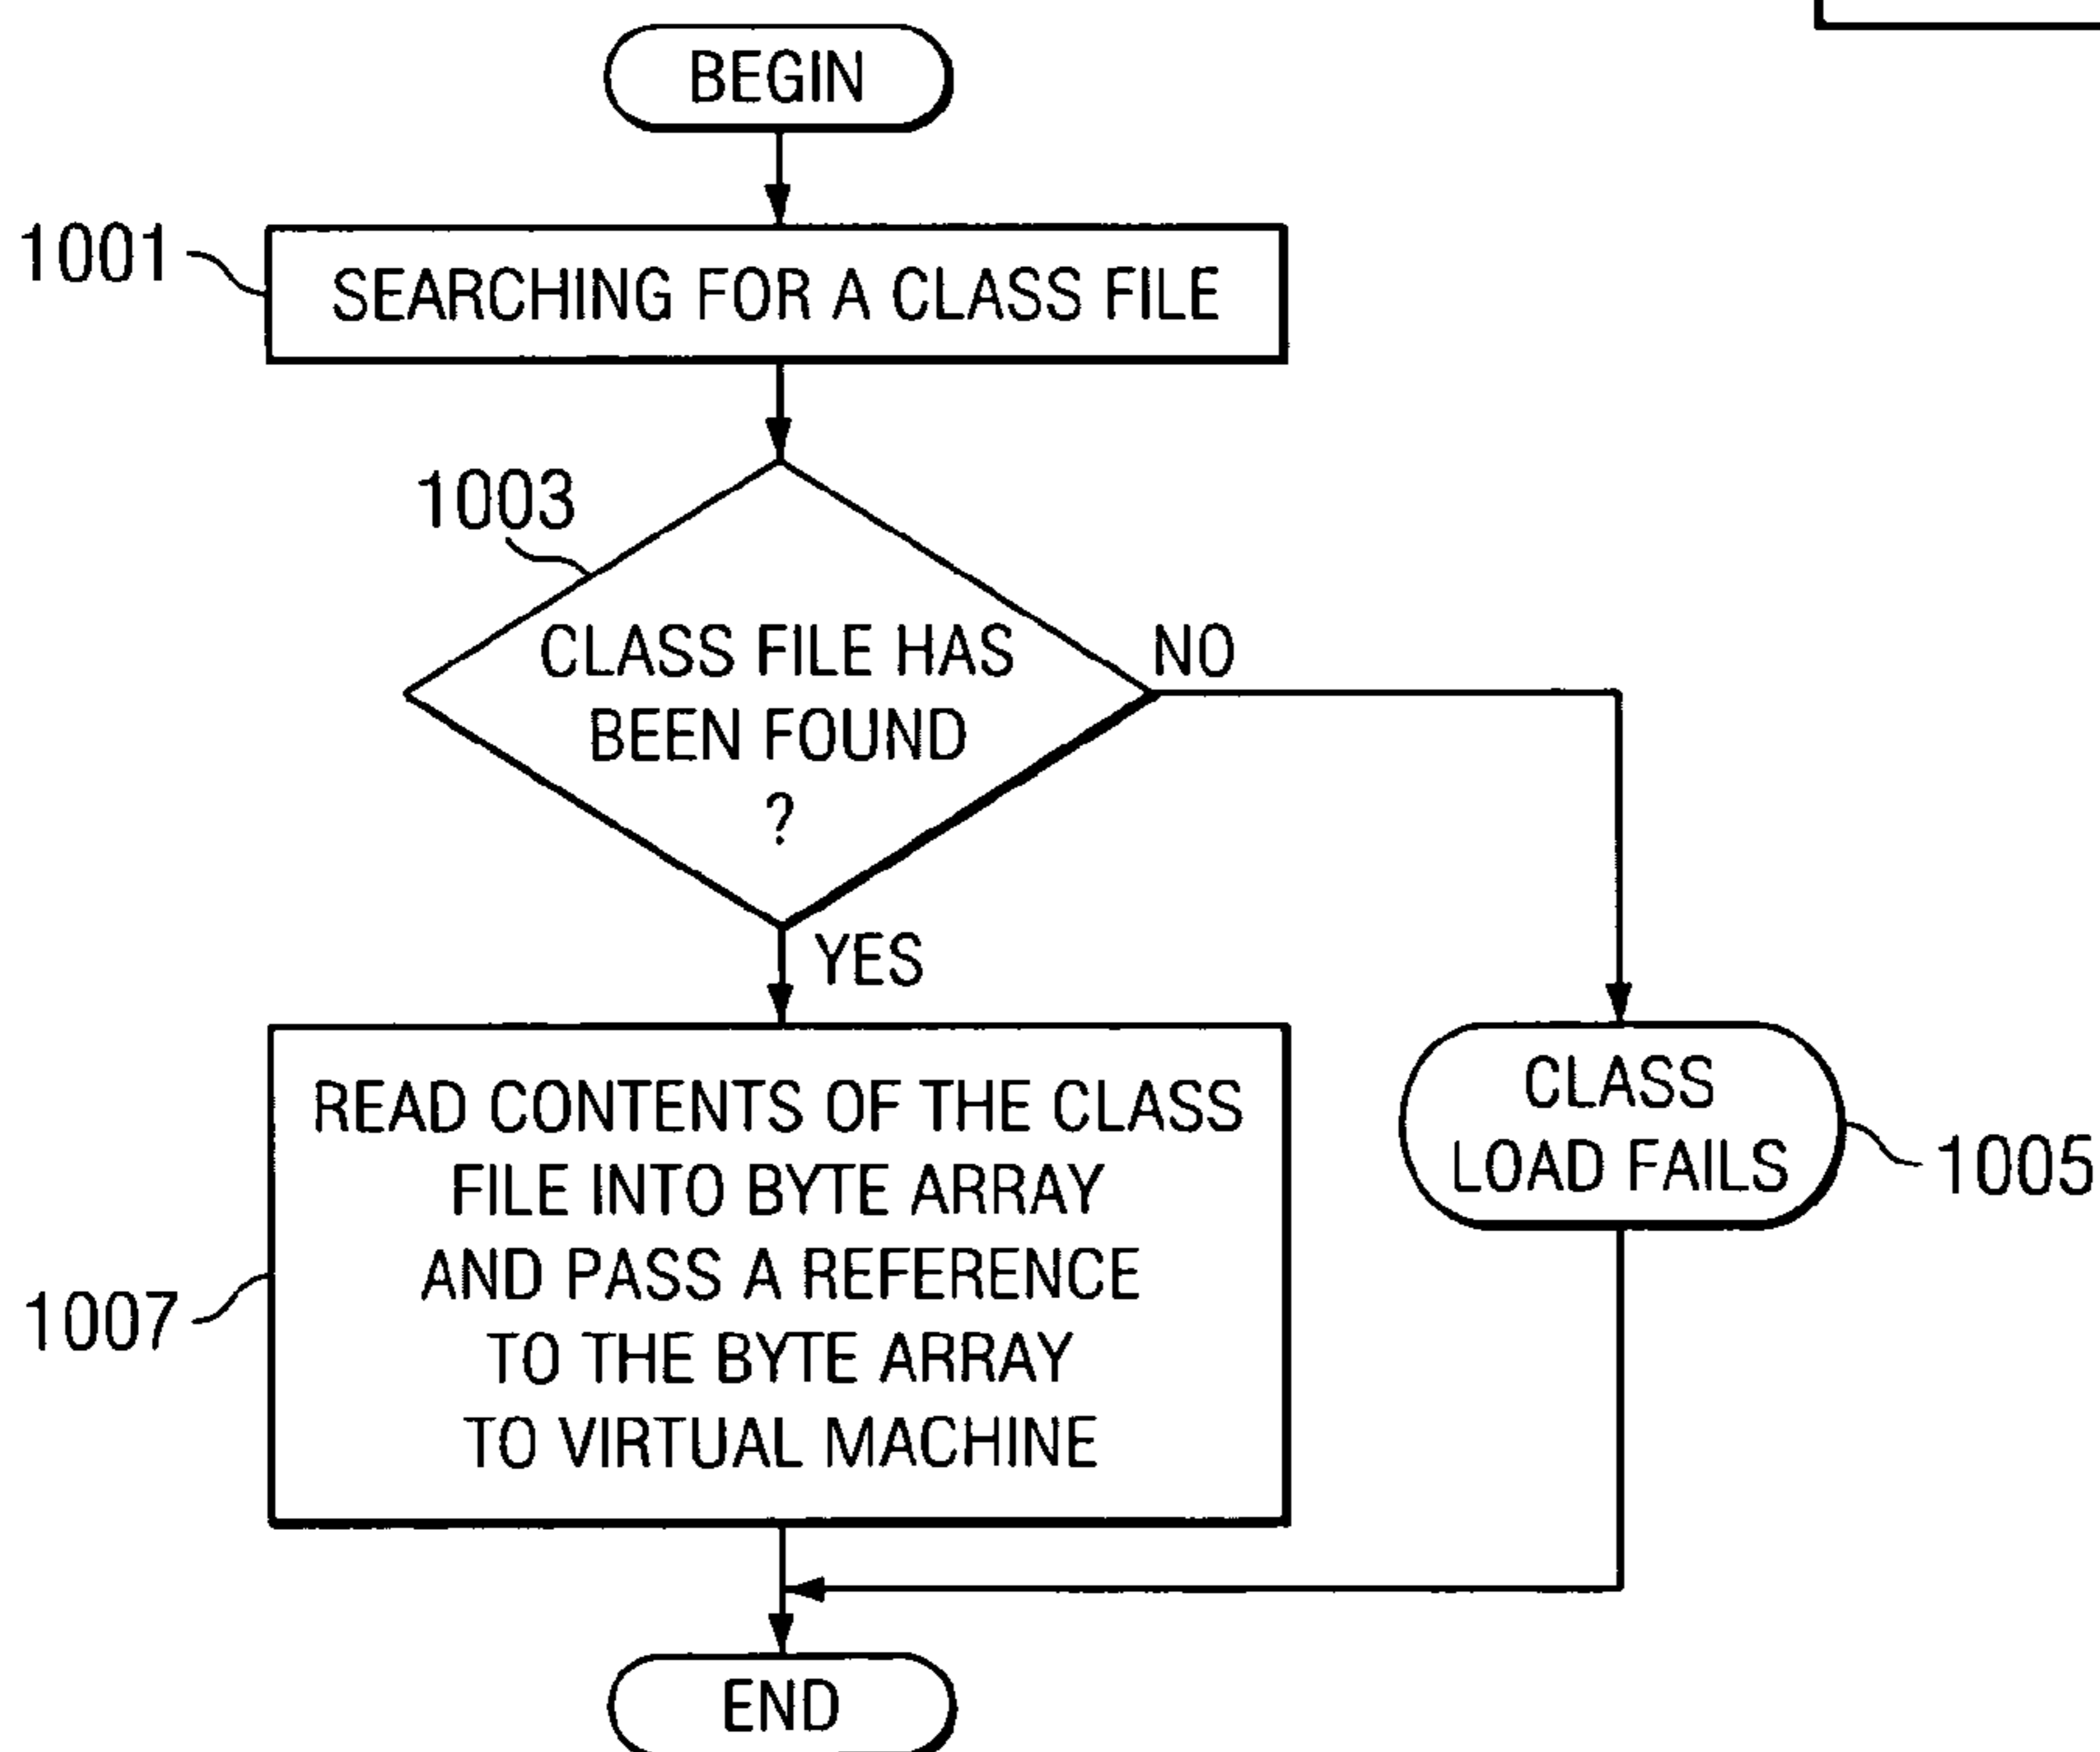 BEGIN
1001
SEARCHING FOR A CLASS FILE
1003
CLASS FILE HAS
BEEN FOUND
?
NO
YES
READ CONTENTS OF THE CLASS
FILE INTO BYTE ARRAY
AND PASS A REFERENCE
TO THE BYTE ARRAY
TO VIRTUAL MACHINE
1007
CLASS
LOAD FAILS
1005
END